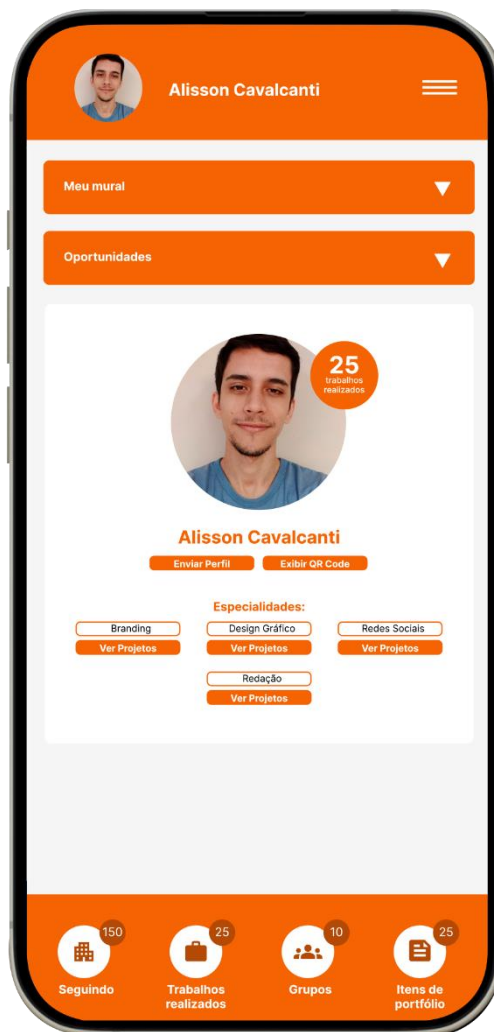 Alisson Cavalcanti
Meu mural
Oportunidades
25
trabalhos
realizados
Alisson Cavalcanti
Enviar Perfil
Exibir QR Code
Especialidades:
Branding
Design Gráfico
Redes Sociais
Ver Projetos
Ver Projetos
Ver Projetos
Redação
Ver Projetos
150
25
10
25
Seguindo
Trabalhos
realizados
Grupos
Itens de
portfólio